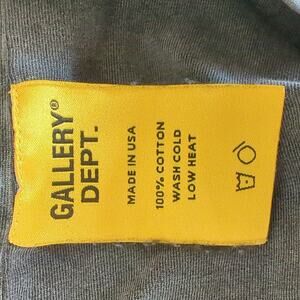 GALLERY®
DEPT.
MADE IN USA
100% COTTON
WASH COLD
LOW HEAT